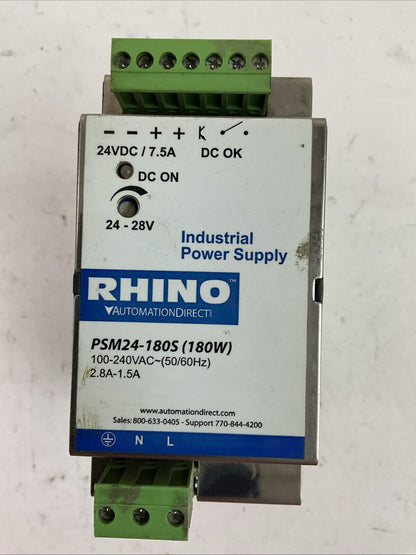 − − + +
24VDC / 7.5A DC OK
DC ON
24 - 28V
Industrial
Power Supply
RHINO™
AUTOMATIONDIRECT!
PSM24-180S (180W)
100-240VAC~(50/60Hz)
2.8A-1.5A
www.automationdirect.com
Sales: 800-633-0405 - Support 770-844-4200
N L